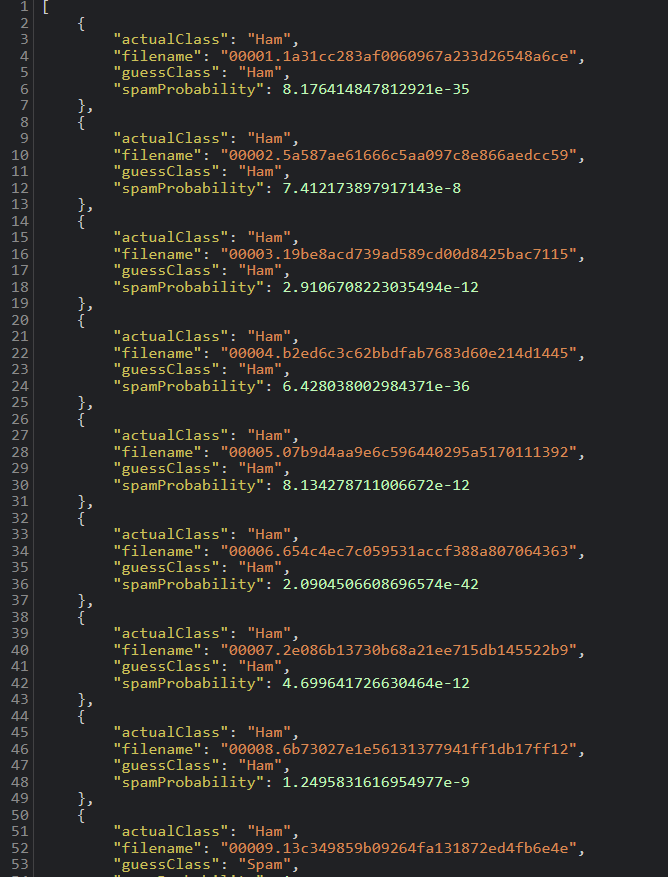 1 [
2 {
3 "actualClass": "Ham",
4 "filename": "00001.1a31cc283af0060967a233d26548a6ce",
5 "guessClass": "Ham",
6 "spamProbability": 8.176414847812921e-35
7 },
8 {
9 "actualClass": "Ham",
10 "filename": "00002.5a587ae61666c5aa097c8e866aedcc59",
11 "guessClass": "Ham",
12 "spamProbability": 7.412173897917143e-8
13 },
14 {
15 "actualClass": "Ham",
16 "filename": "00003.19be8acd739ad589cd00d8425bac7115",
17 "guessClass": "Ham",
18 "spamProbability": 2.9106708223035494e-12
19 },
20 {
21 "actualClass": "Ham",
22 "filename": "00004.b2ed6c3c62bbdfab7683d60e214d1445",
23 "guessClass": "Ham",
24 "spamProbability": 6.428038002984371e-36
25 },
26 {
27 "actualClass": "Ham",
28 "filename": "00005.07b9d4aa9e6c596440295a5170111392",
29 "guessClass": "Ham",
30 "spamProbability": 8.134278711006672e-12
31 },
32 {
33 "actualClass": "Ham",
34 "filename": "00006.654c4ec7c059531accf388a807064363",
35 "guessClass": "Ham",
36 "spamProbability": 2.0904506608696574e-42
37 },
38 {
39 "actualClass": "Ham",
40 "filename": "00007.2e086b13730b68a21ee715db145522b9",
41 "guessClass": "Ham",
42 "spamProbability": 4.699641726630464e-12
43 },
44 {
45 "actualClass": "Ham",
46 "filename": "00008.6b73027e1e56131377941ff1db17ff12",
47 "guessClass": "Ham",
48 "spamProbability": 1.2495831616954977e-9
49 },
50 {
51 "actualClass": "Ham",
52 "filename": "00009.13c349859b09264fa131872ed4fb6e4e",
53 "guessClass": "Spam",